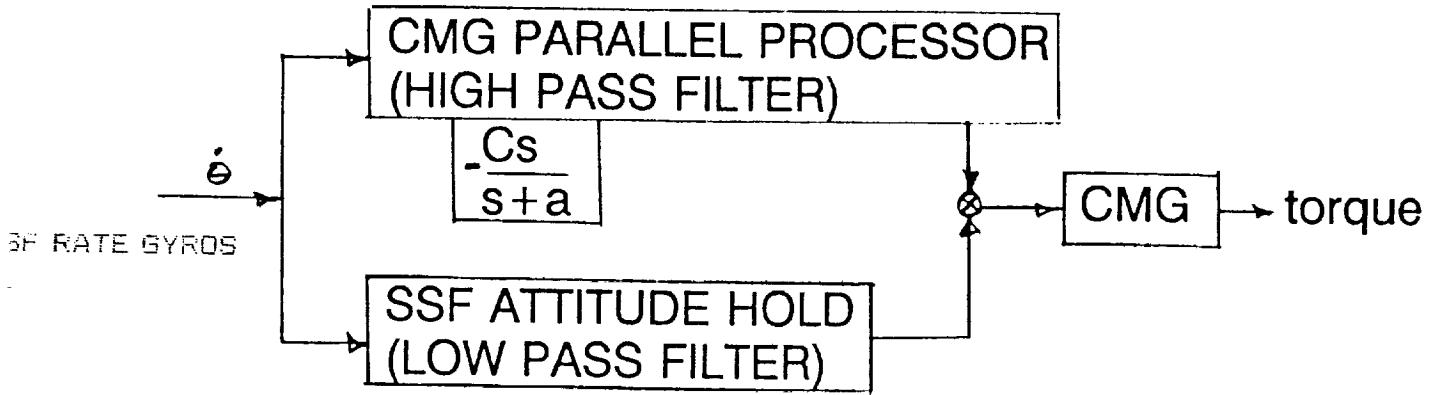 CMG PARALLEL PROCESSOR
(HIGH PASS FILTER)
-Cs
s+a
θ̇
RATE GYROS
CMG
torque
SSF ATTITUDE HOLD
(LOW PASS FILTER)